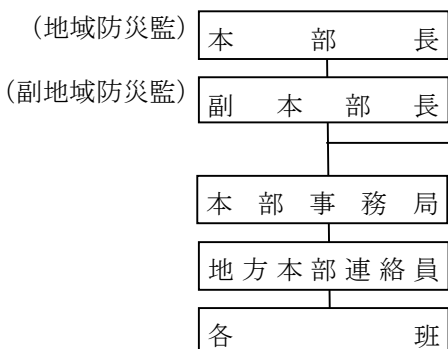 (地域防災監) 本部長
(副地域防災監) 副本部長
本部事務局
地方本部連絡員
各班